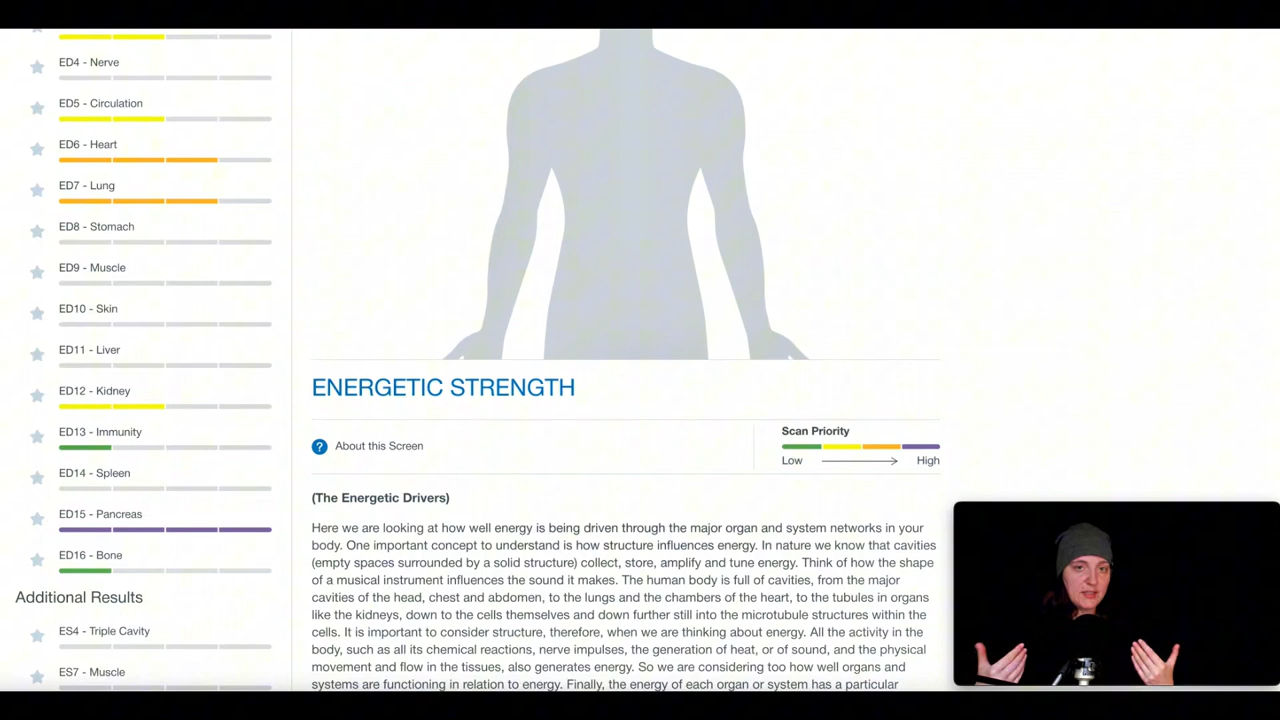 ED4 - Nerve
ED5 - Circulation
ED6 - Heart
ED7 - Lung
ED8 - Stomach
ED9 - Muscle
ED10 - Skin
ED11 - Liver
ED12 - Kidney
ED13 - Immunity
ED14 - Spleen
ED15 - Pancreas
ED16 - Bone
Additional Results
ES4 - Triple Cavity
ES7 - Muscle
ENERGETIC STRENGTH
? About this Screen
Scan Priority
Low High
(The Energetic Drivers)
Here we are looking at how well energy is being driven through the major organ and system networks in your
body. One important concept to understand is how structure influences energy. In nature we know that cavities
(empty spaces surrounded by a solid structure) collect, store, amplify and tune energy. Think of how the shape
of a musical instrument influences the sound it makes. The human body is full of cavities, from the major
cavities of the head, chest and abdomen, to the lungs and the chambers of the heart, to the tubules in organs
like the kidneys, down to the cells themselves and down further still into the microtubule structures within the
cells. It is important to consider structure, therefore, when we are thinking about energy. All the activity in the
body, such as all its chemical reactions, nerve impulses, the generation of heat, or of sound, and the physical
movement and flow in the tissues, also generates energy. So we are considering too how well organs and
systems are functioning in relation to energy. Finally, the energy of each organ or system has a particular